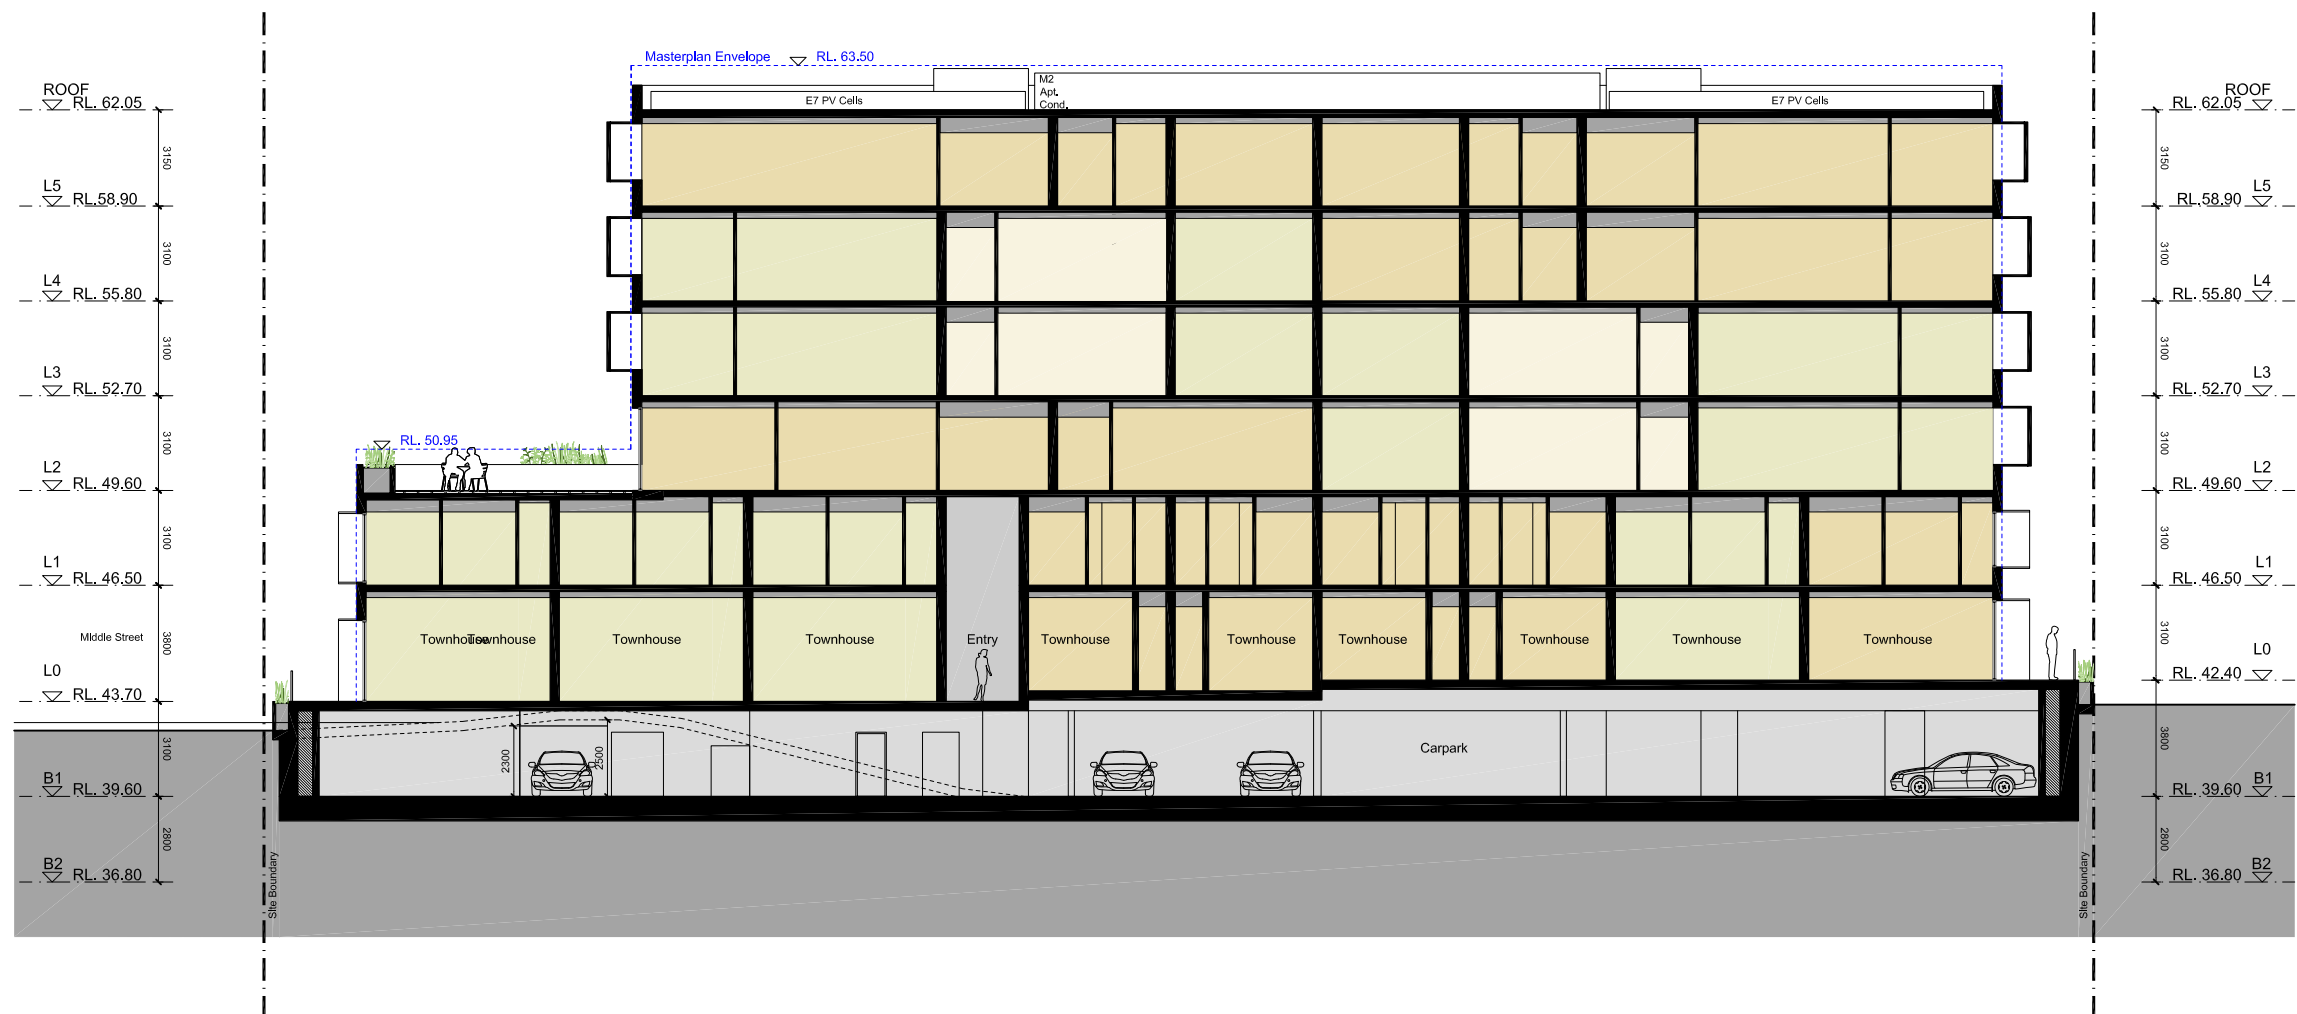 Masterplan Envelope RL. 63.50
ROOF
RL. 62.05
E7 PV Cells
M2
Apt.
Cond.
E7 PV Cells
ROOF
RL. 62.05
3150
3150
L5
RL.58.90
L5
RL.58.90
3100
3100
L4
RL. 55.80
L4
RL. 55.80
3100
3100
L3
RL. 52.70
L3
RL. 52.70
3100
3100
RL. 50.95
L2
RL. 49.60
L2
RL. 49.60
3100
3100
L1
RL. 46.50
L1
RL. 46.50
MIddle Street
3800
Townhouse
Townhouse
Townhouse
Townhouse
Entry
Townhouse
Townhouse
Townhouse
Townhouse
Townhouse
Townhouse
3100
L0
RL. 43.70
L0
RL. 42.40
3100
2300
2500
Carpark
3800
B1
RL. 39.60
B1
RL. 39.60
2800
2800
B2
RL. 36.80
B2
RL. 36.80
SIte Boundary
SIte Boundary